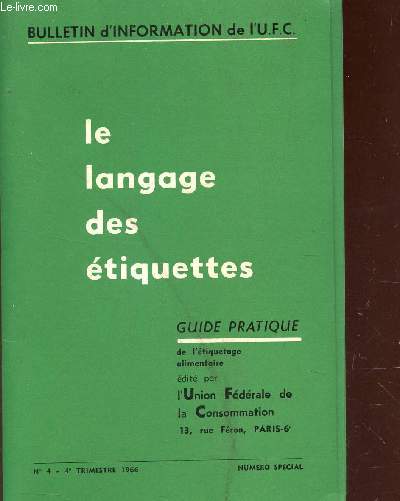 Le-livre.com
BULLETIN d'INFORMATION de l'U.F.C.
le
langage
des
étiquettes
GUIDE PRATIQUE
de l'étiquetage
alimentaire
édité par
l'Union Fédérale de
la Consommation
13, rue Férou, PARIS-6e
N° 4 - 4e TRIMESTRE 1966
NUMERO SPECIAL